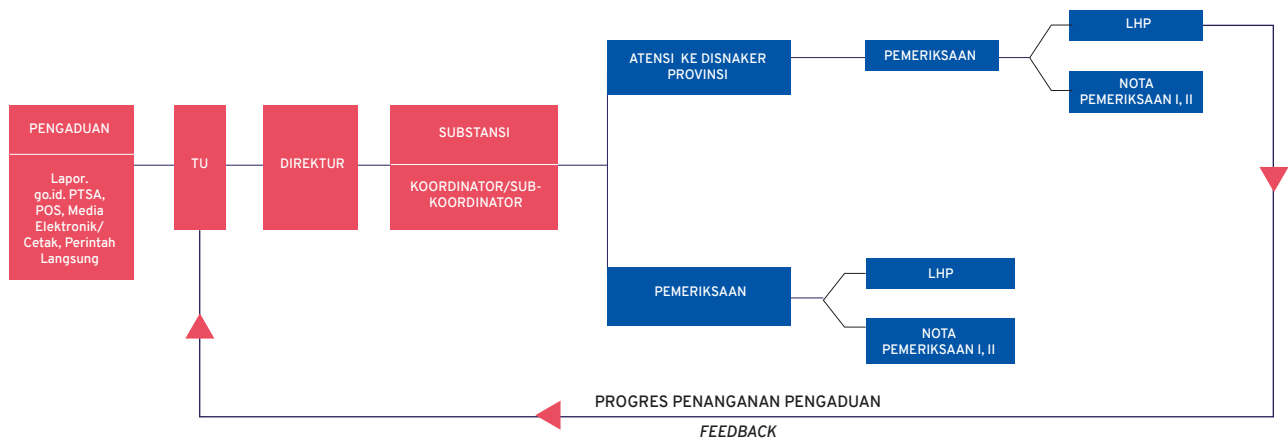 PENGADUAN
Lapor.
go.id. PTSA,
POS, Media
Elektronik/
Cetak, Perintah
Langsung
TU
DIREKTUR
SUBSTANSI
KOORDINATOR/SUB-
KOORDINATOR
ATENSI KE DISNAKER
PROVINSI
PEMERIKSAAN
LHP
NOTA
PEMERIKSAAN I, II
PEMERIKSAAN
LHP
NOTA
PEMERIKSAAN I, II
PROGRES PENANGANAN PENGADUAN
FEEDBACK